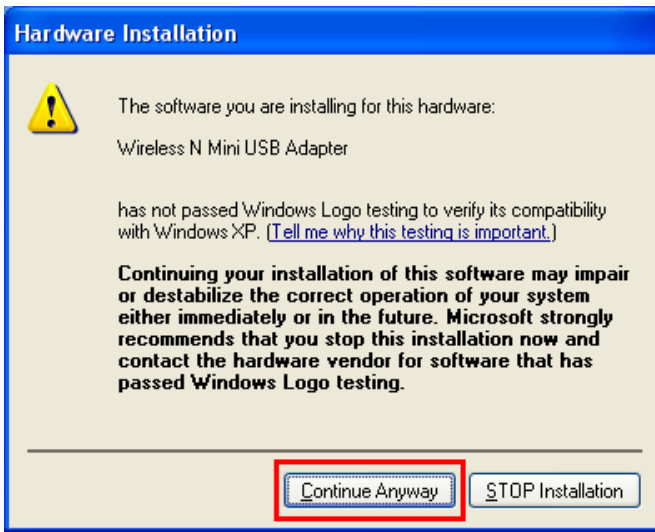 Hardware Installation
The software you are installing for this hardware:
Wireless N Mini USB Adapter
has not passed Windows Logo testing to verify its compatibility
with Windows XP. (Tell me why this testing is important.)
Continuing your installation of this software may impair
or destabilize the correct operation of your system
either immediately or in the future. Microsoft strongly
recommends that you stop this installation now and
contact the hardware vendor for software that has
passed Windows Logo testing.
Continue Anyway STOP Installation